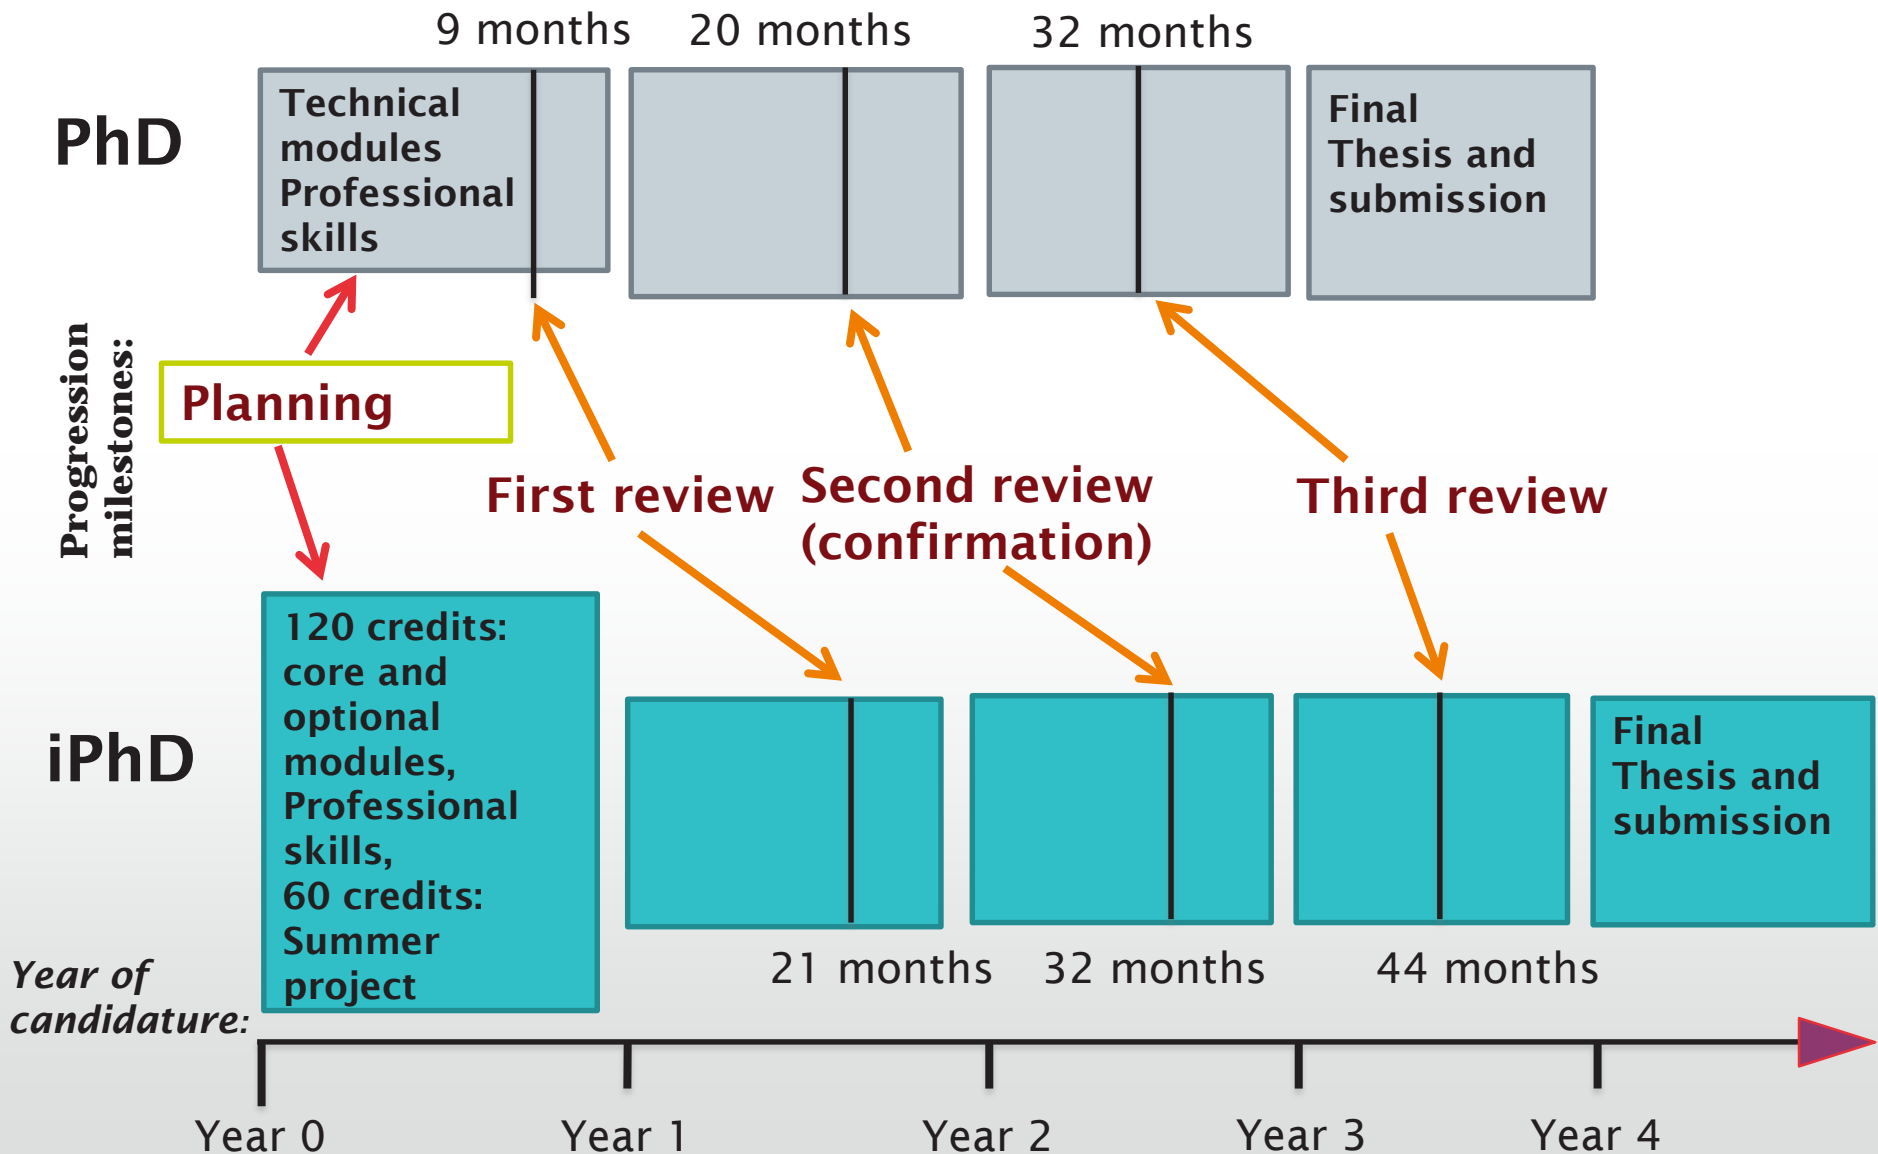 9 months
20 months
32 months
PhD
Technical
modules
Professional
skills
Final
Thesis and
submission
Progression
milestones:
Planning
First review
Second review
(confirmation)
Third review
iPhD
120 credits:
core and
optional
modules,
Professional
skills,
60 credits:
Summer
project
Final
Thesis and
submission
21 months
32 months
44 months
Year of
candidature:
Year 0
Year 1
Year 2
Year 3
Year 4